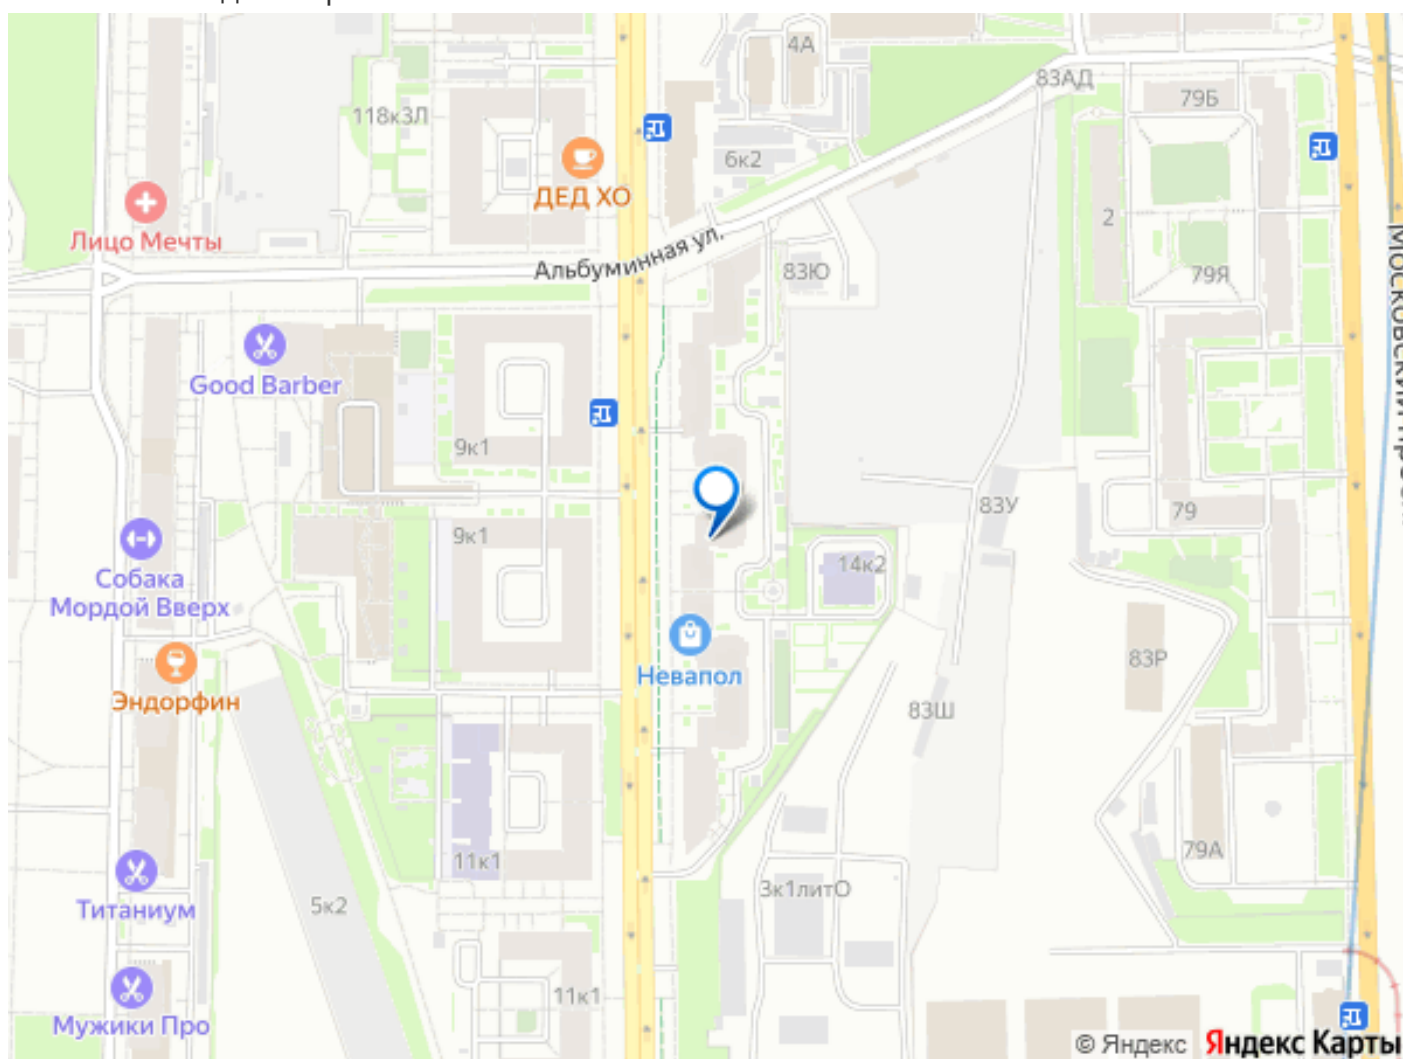 4А
83АД
79Б
118к3Л
6к2
ДЕД ХО
2
Лицо Мечты
Альбуминная ул.
83Ю
79Я
Московский
Good Barber
9к1
83У
79
9к1
14к2
Собака
Мордой Вверх
83Р
Невапол
Эндорфин
83Ш
11к1
79А
3к1литО
5к2
Титаниум
11к1
Мужики Про
© Яндекс Яндекс Карты